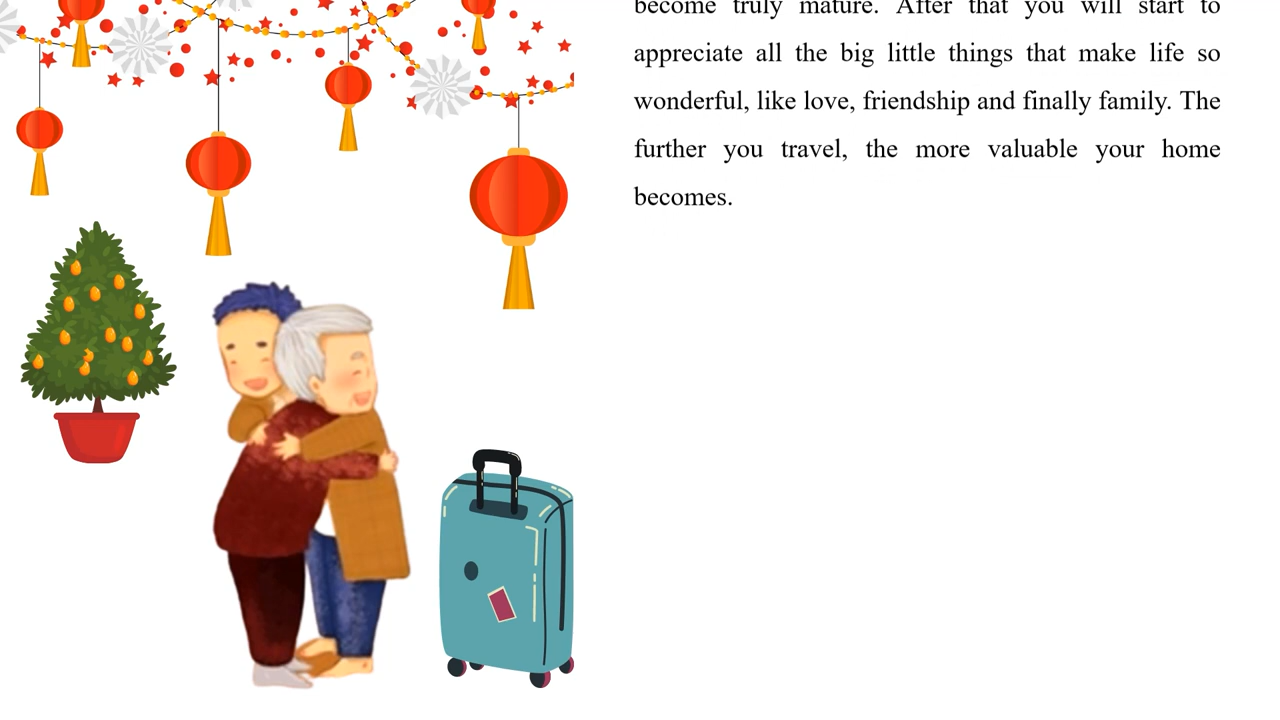 become truly mature. After that you will start to
appreciate all the big little things that make life so
wonderful, like love, friendship and finally family. The
further you travel, the more valuable your home
becomes.